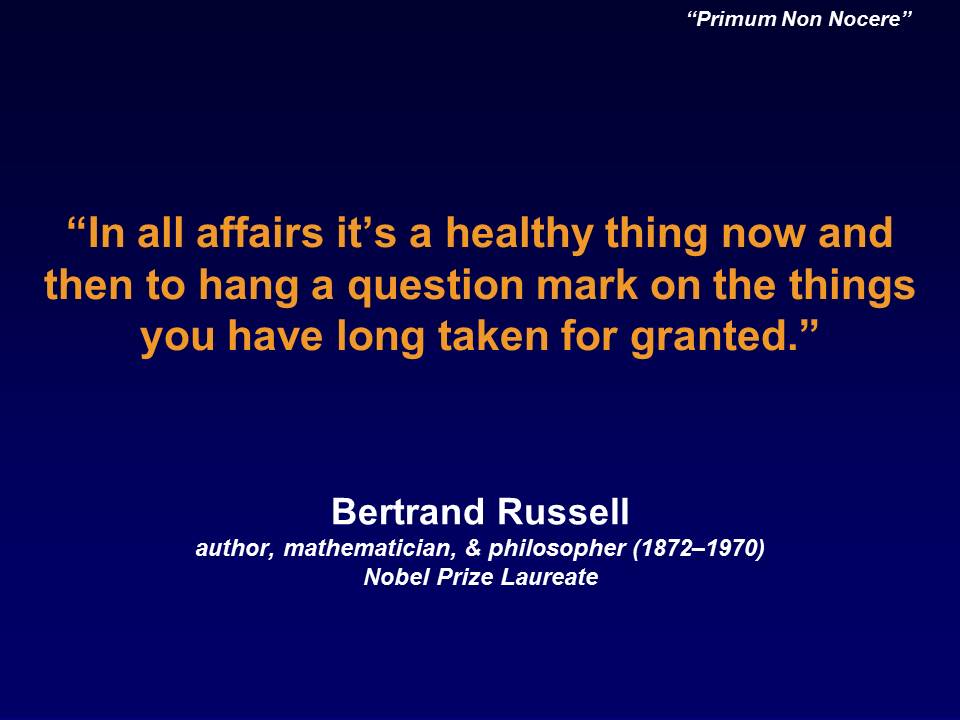 “Primum Non Nocere”
“In all affairs it’s a healthy thing now and
then to hang a question mark on the things
you have long taken for granted.”
Bertrand Russell
author, mathematician, & philosopher (1872–1970)
Nobel Prize Laureate